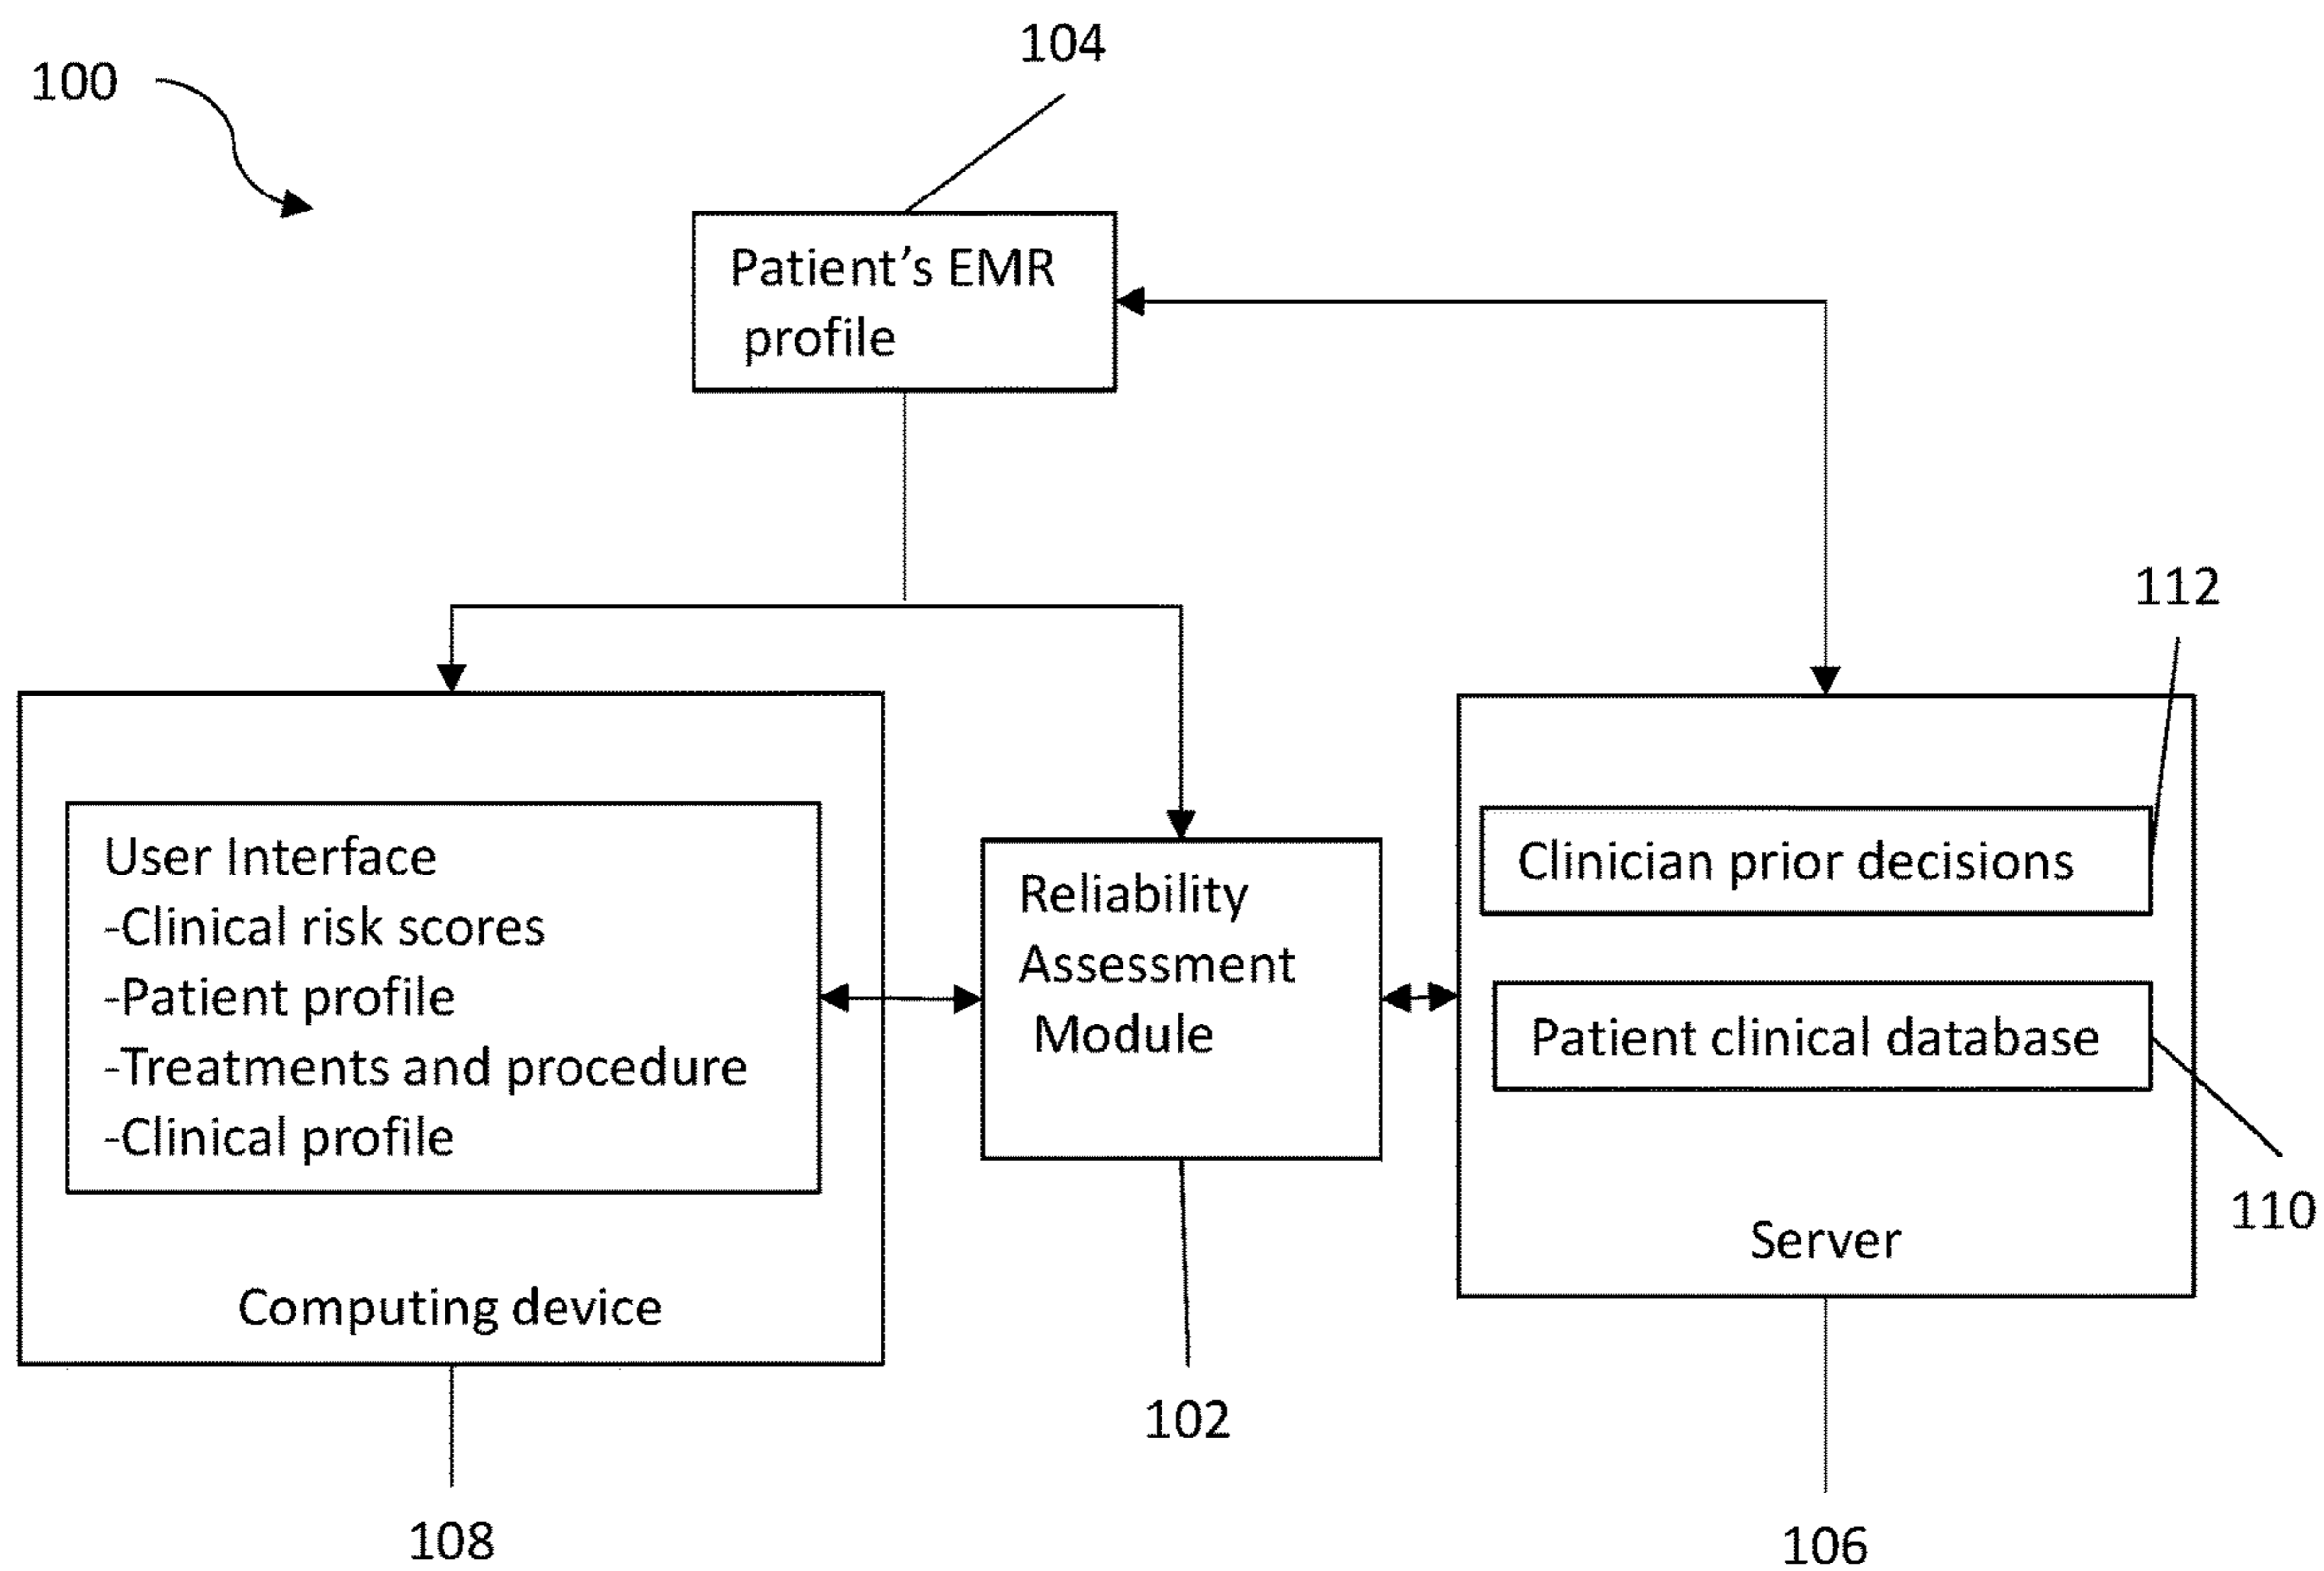 104
100
Patient's EMR
profile
112
User Interface
-Clinical risk scores
-Patient profile
-Treatments and procedure
-Clinical profile
Computing device
Reliability
Assessment
Module
Clinician prior decisions
Patient clinical database
Server
110
102
108
106